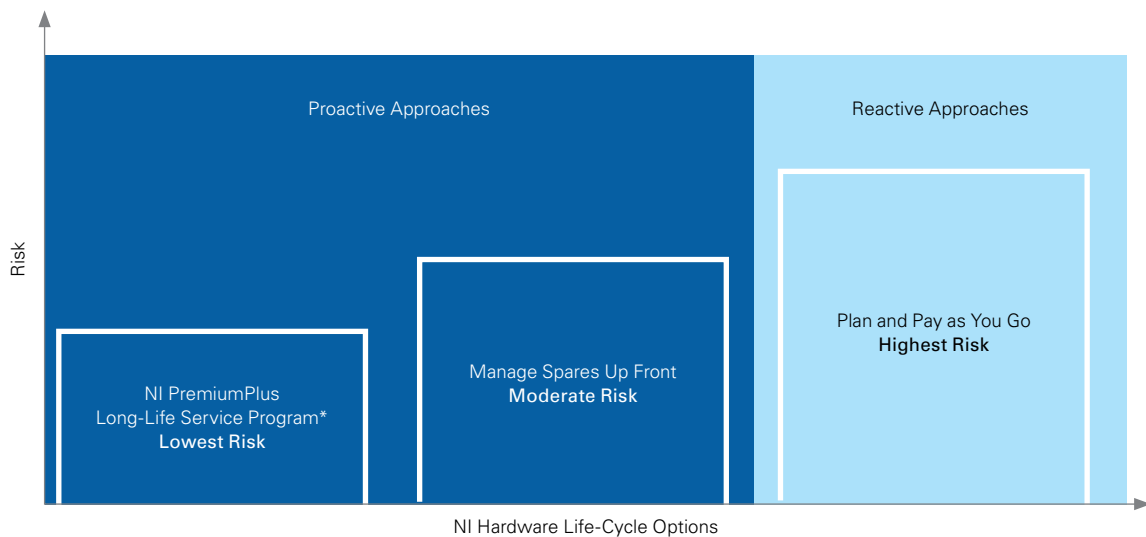 Proactive Approaches
Reactive Approaches
Risk
NI PremiumPlus
Long-Life Service Program*
Lowest Risk
Manage Spares Up Front
Moderate Risk
Plan and Pay as You Go
Highest Risk
NI Hardware Life-Cycle Options